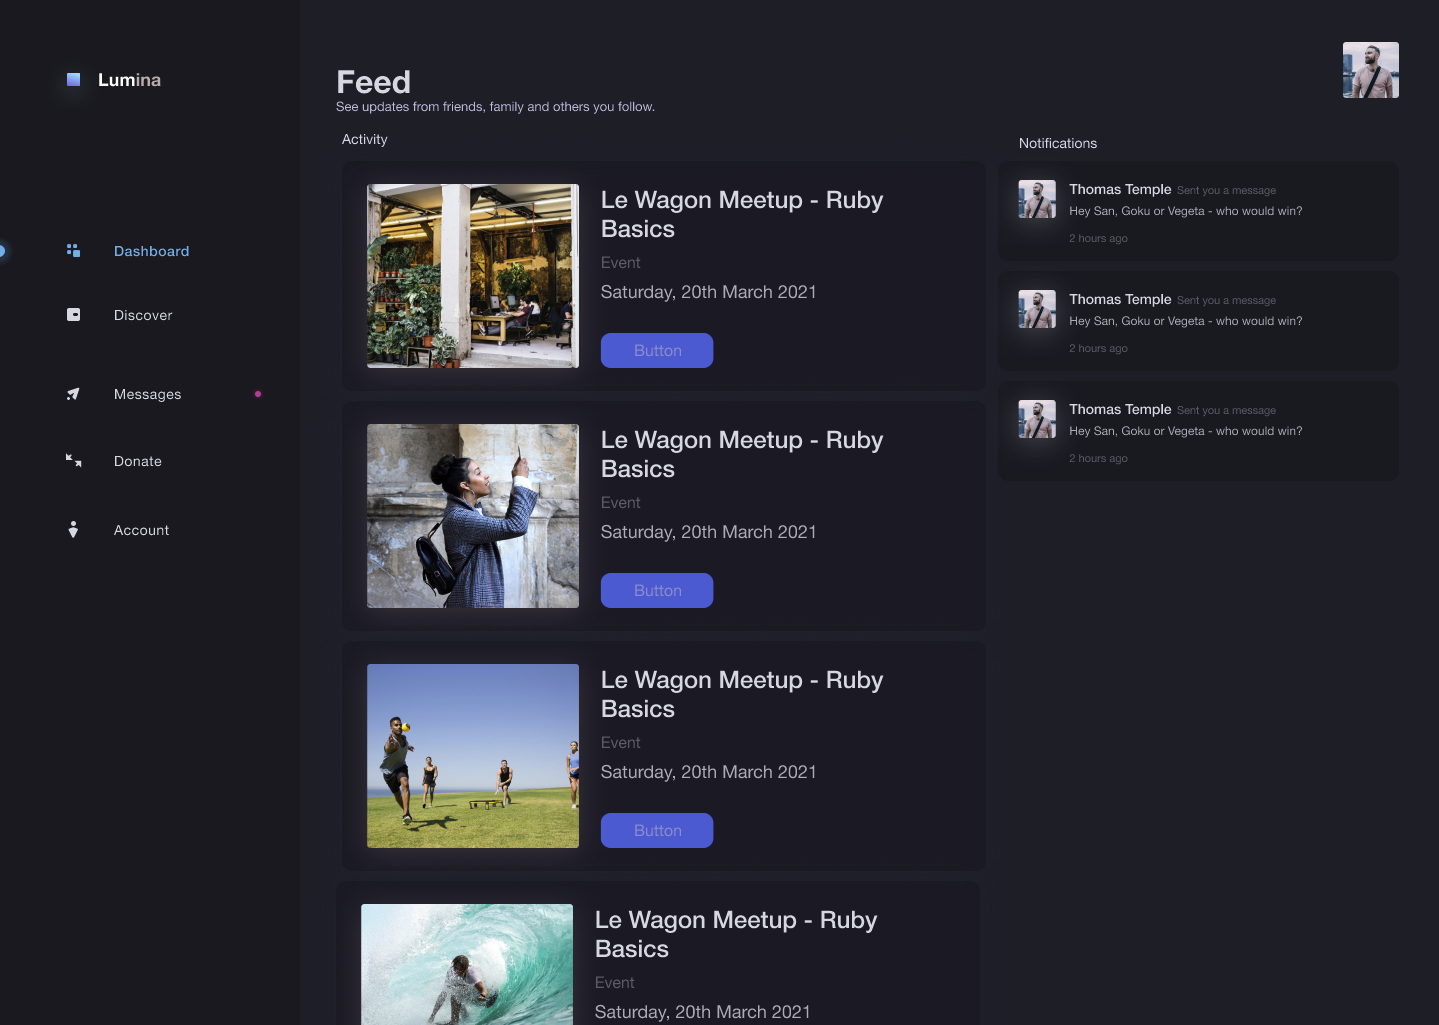 Lumina
Dashboard
Discover
Messages
Donate
Account
Feed
See updates from friends, family and others you follow.
Activity
Le Wagon Meetup - Ruby
Basics
Event
Saturday, 20th March 2021
Button
Le Wagon Meetup - Ruby
Basics
Event
Saturday, 20th March 2021
Button
Le Wagon Meetup - Ruby
Basics
Event
Saturday, 20th March 2021
Button
Le Wagon Meetup - Ruby
Basics
Event
Saturday, 20th March 2021
Notifications
Thomas Temple Sent you a message
Hey San, Goku or Vegeta - who would win?
2 hours ago
Thomas Temple Sent you a message
Hey San, Goku or Vegeta - who would win?
2 hours ago
Thomas Temple Sent you a message
Hey San, Goku or Vegeta - who would win?
2 hours ago